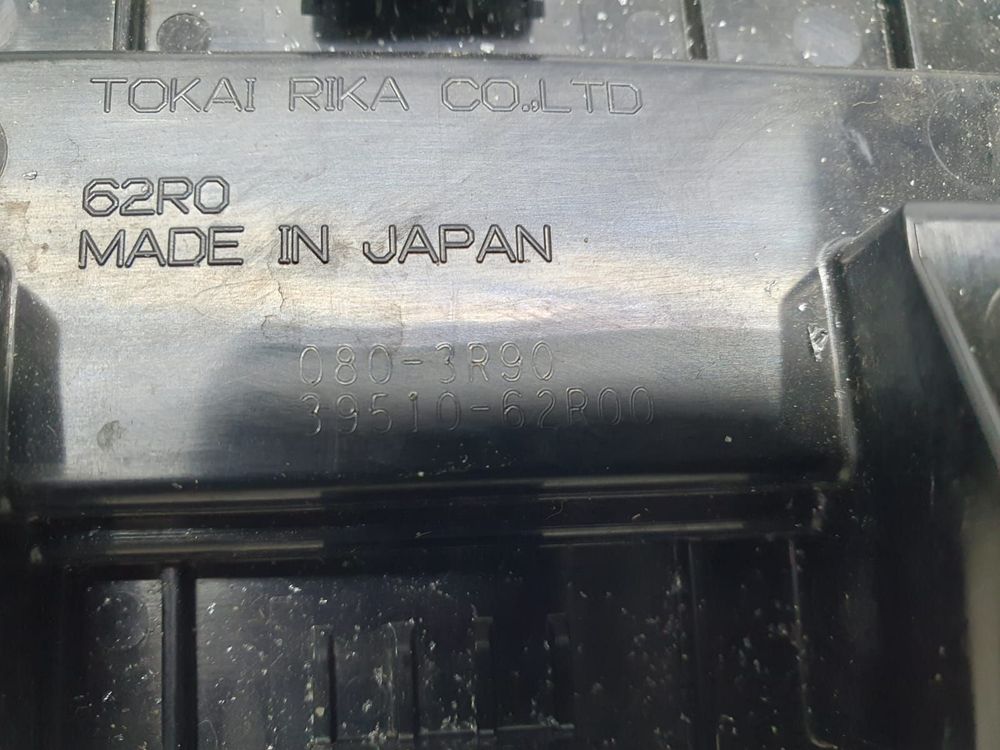 TOKAI RIKA CO.,LTD
62R0
MADE IN JAPAN
080-3R90
39510-62R00